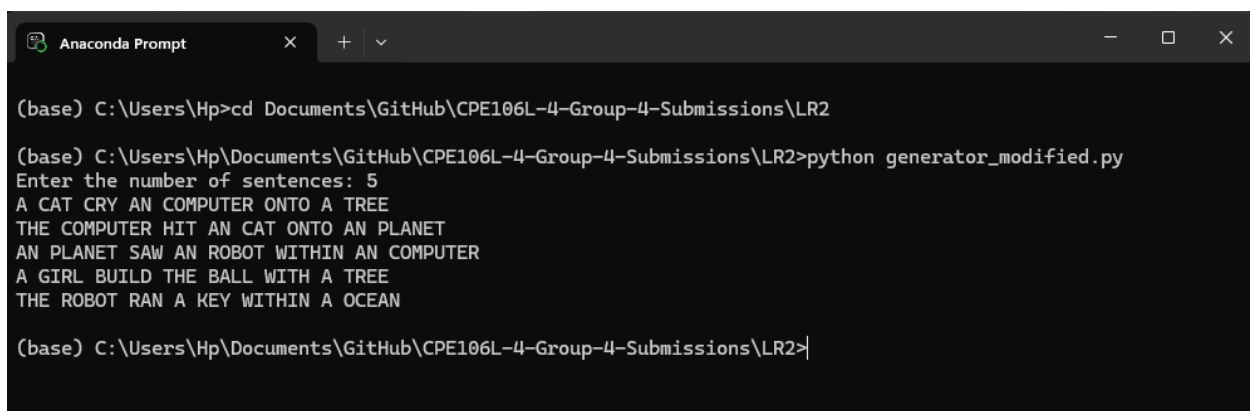 Anaconda Prompt
(base) C:\Users\Hp>cd Documents\GitHub\CPE106L-4-Group-4-Submissions\LR2
(base) C:\Users\Hp\Documents\GitHub\CPE106L-4-Group-4-Submissions\LR2>python generator_modified.py
Enter the number of sentences: 5
A CAT CRY AN COMPUTER ONTO A TREE
THE COMPUTER HIT AN CAT ONTO AN PLANET
AN PLANET SAW AN ROBOT WITHIN AN COMPUTER
A GIRL BUILD THE BALL WITH A TREE
THE ROBOT RAN A KEY WITHIN A OCEAN
(base) C:\Users\Hp\Documents\GitHub\CPE106L-4-Group-4-Submissions\LR2>